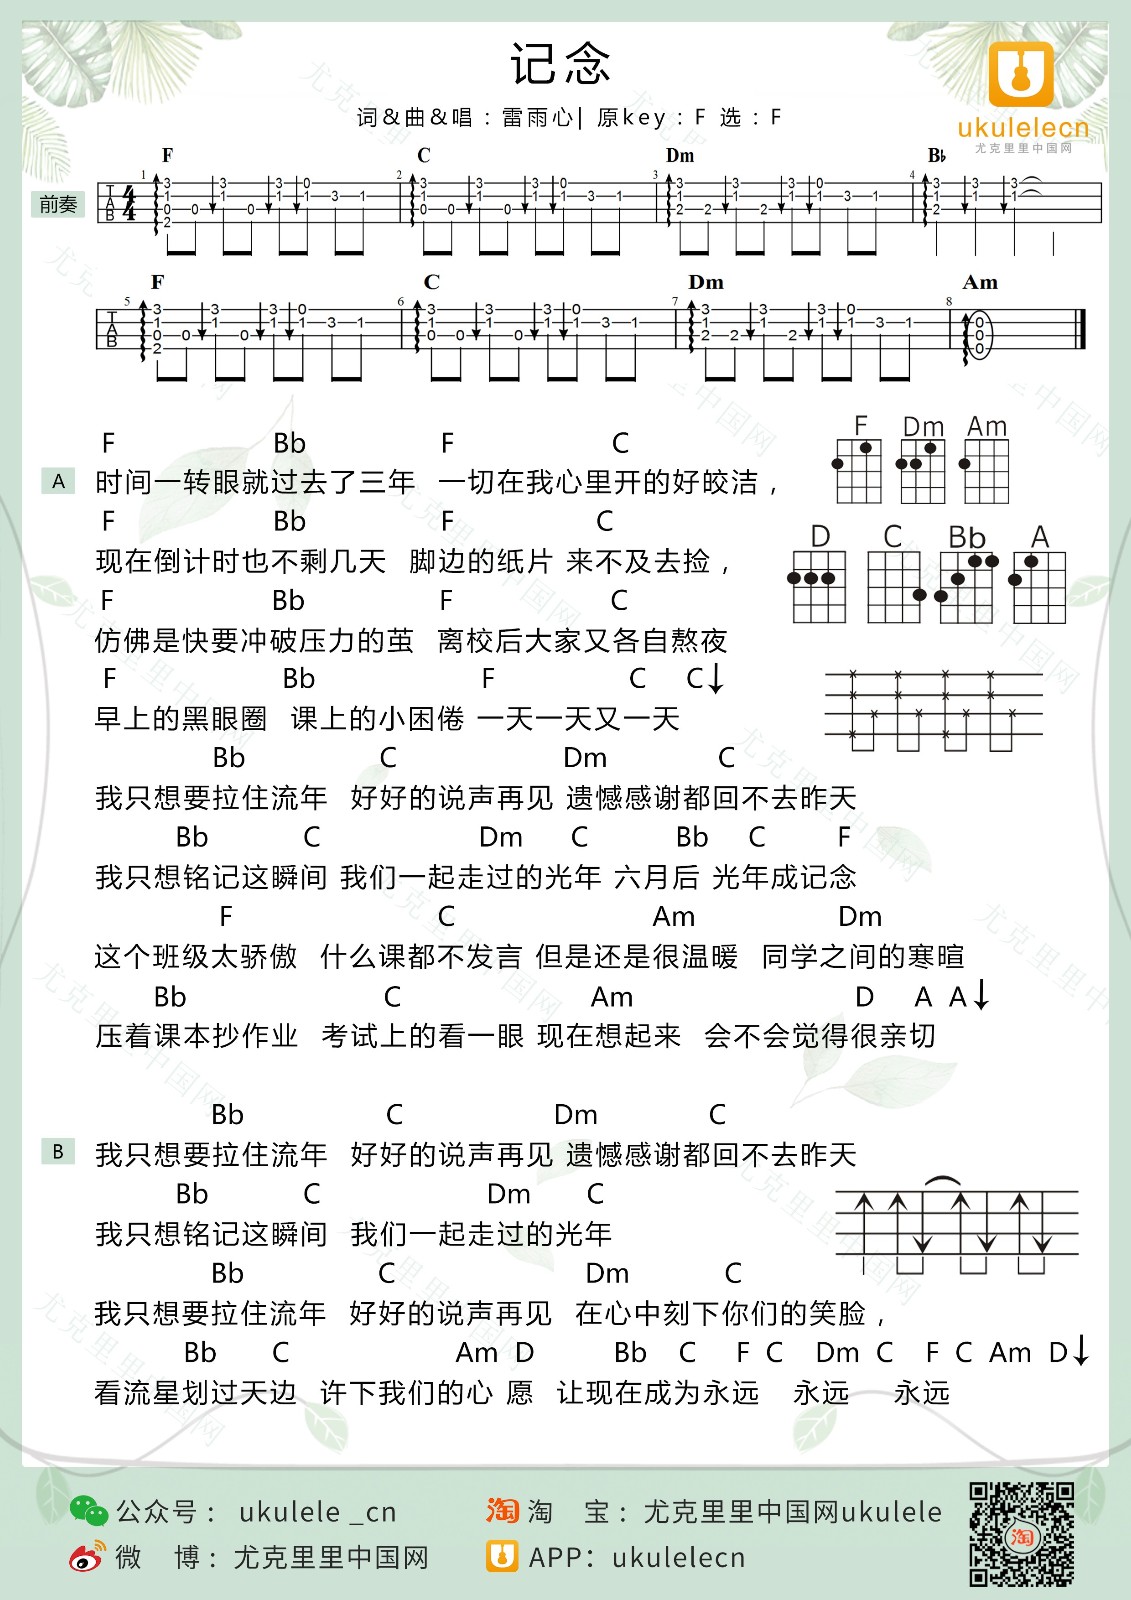 记念
词&曲&唱：雷雨心| 原key：F 选：F
ukulelecn
尤克里里中国网
F C Dm B♭
前奏
1 2 3 4
4/4
T A B
F C Dm Am
5 6 7 8
T A B
F Dm Am
D C Bb A
F Bb F C
A 时间一转眼就过去了三年 一切在我心里开的好皎洁，
F Bb F C
现在倒计时也不剩几天 脚边的纸片 来不及去捡，
F Bb F C
仿佛是快要冲破压力的茧 离校后大家又各自熬夜
F Bb F C C↓
早上的黑眼圈 课上的小困倦 一天一天又一天
Bb C Dm C
我只想要拉住流年 好好的说声再见 遗憾感谢都回不去昨天
Bb C Dm C Bb C F
我只想铭记这瞬间 我们一起走过的光年 六月后 光年成记念
F C Am Dm
这个班级太骄傲 什么课都不发言 但是还是很温暖 同学之间的寒暄
Bb C Am D A A↓
压着课本抄作业 考试上的看一眼 现在想起来 会不会觉得很亲切
Bb C Dm C
B 我只想要拉住流年 好好的说声再见 遗憾感谢都回不去昨天
Bb C Dm C
我只想铭记这瞬间 我们一起走过的光年
Bb C Dm C
我只想要拉住流年 好好的说声再见 在心中刻下你们的笑脸，
Bb C Am D Bb C F C Dm C F C Am D↓
看流星划过天边 许下我们的心 愿 让现在成为永远 永远 永远
公众号： ukulele _cn
淘 淘 宝：尤克里里中国网ukulele
微 博：尤克里里中国网
APP：ukulelecn
淘